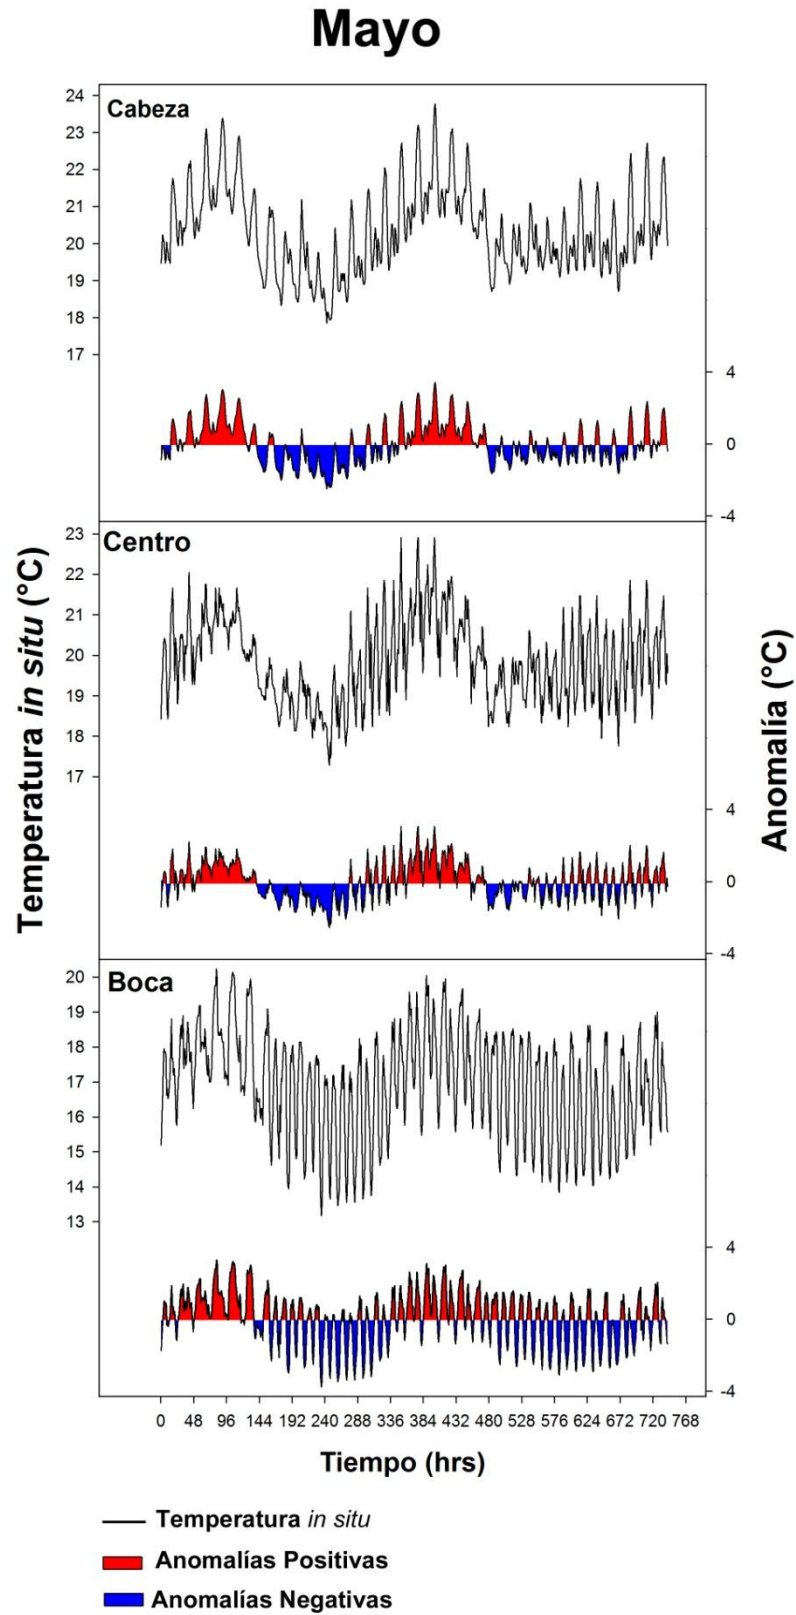 Mayo
Cabeza
24
23
22
21
20
19
18
17
4
0
-4
Centro
23
22
21
20
19
18
17
4
0
-4
Boca
20
19
18
17
16
15
14
13
4
0
-4
Temperatura in situ (°C)
Anomalía (°C)
0 48 96 144 192 240 288 336 384 432 480 528 576 624 672 720 768
Tiempo (hrs)
Temperatura in situ
Anomalías Positivas
Anomalías Negativas